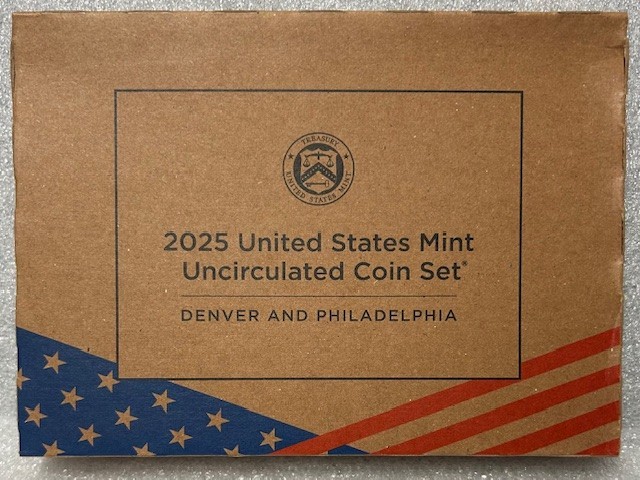 TREASURY
UNITED STATES MINT
2025 United States Mint
Uncirculated Coin Set®
DENVER AND PHILADELPHIA